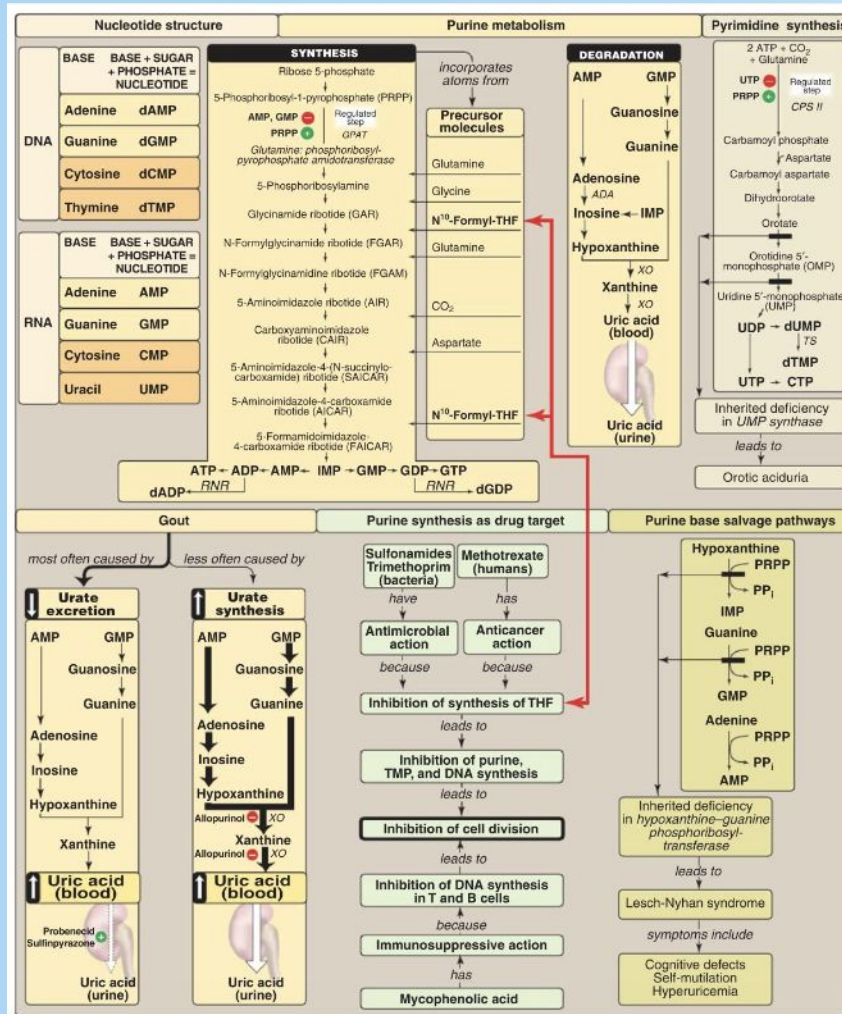 Nucleotide structure
BASE
BASE + SUGAR
+ PHOSPHATE =
NUCLEOTIDE
DNA
Adenine dAMP
Guanine dGMP
Cytosine dCMP
Thymine dTMP
BASE
BASE + SUGAR
+ PHOSPHATE =
NUCLEOTIDE
RNA
Adenine AMP
Guanine GMP
Cytosine CMP
Uracil UMP
Purine metabolism
SYNTHESIS
Ribose 5-phosphate
5-Phosphoribosyl-1-pyrophosphate (PRPP)
AMP, GMP −
PRPP +
Regulated
step
GPAT
Glutamine: phosphoribosyl-
pyrophosphate amidotransferase
5-Phosphoribosylamine
Glycinamide ribotide (GAR)
N-Formylglycinamide ribotide (FGAR)
N-Formylglycinamidine ribotide (FGAM)
5-Aminoimidazole ribotide (AIR)
Carboxyaminoimidazole
ribotide (CAIR)
5-Aminoimidazole-4-(N-succinylo-
carboxamide) ribotide (SAICAR)
5-Aminoimidazole-4-carboxamide
ribotide (AICAR)
5-Formamidoimidazole-
4-carboxamide ribotide (FAICAR)
ATP ADP AMP IMP GMP GDP GTP
dADP RNR RNR dGDP
incorporates
atoms from
Precursor
molecules
Glutamine
Glycine
N10-Formyl-THF
Glutamine
CO2
Aspartate
N10-Formyl-THF
DEGRADATION
AMP GMP
Guanosine
Guanine
Adenosine
ADA
Inosine IMP
Hypoxanthine
XO
Xanthine
XO
Uric acid
(blood)
Uric acid
(urine)
Pyrimidine synthesis
2 ATP + CO2
+ Glutamine
UTP −
PRPP +
Regulated
step
CPS II
Carbamoyl phosphate
Aspartate
Carbamoyl aspartate
Dihydroorotate
Orotate
Orotidine 5′-
monophosphate (OMP)
Uridine 5′-monophosphate
(UMP)
UDP dUMP
TS
dTMP
UTP CTP
Inherited deficiency
in UMP synthase
leads to
Orotic aciduria
Gout
most often caused by
less often caused by
Urate
excretion
AMP GMP
Guanosine
Guanine
Adenosine
Inosine
Hypoxanthine
Xanthine
Uric acid
(blood)
Probenecid
Sulfinpyrazone +
Uric acid
(urine)
Urate
synthesis
AMP GMP
Guanosine
Guanine
Adenosine
Inosine
Hypoxanthine
Allopurinol − XO
Xanthine
Allopurinol − XO
Uric acid
(blood)
Uric acid
(urine)
Purine synthesis as drug target
Sulfonamides
Trimethoprim
(bacteria)
Methotrexate
(humans)
have
has
Antimicrobial
action
Anticancer
action
because
because
Inhibition of synthesis of THF
leads to
Inhibition of purine,
TMP, and DNA synthesis
leads to
Inhibition of cell division
leads to
Inhibition of DNA synthesis
in T and B cells
because
Immunosuppressive action
has
Mycophenolic acid
Purine base salvage pathways
Hypoxanthine
PRPP
PPi
IMP
Guanine
PRPP
PPi
GMP
Adenine
PRPP
PPi
AMP
Inherited deficiency
in hypoxanthine–guanine
phosphoribosyl-
transferase
leads to
Lesch-Nyhan syndrome
symptoms include
Cognitive defects
Self-mutilation
Hyperuricemia